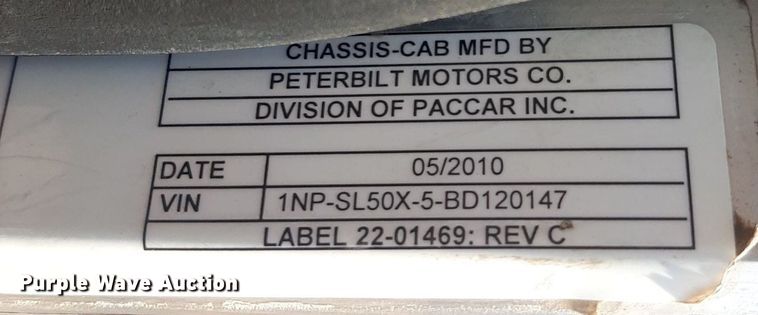 CHASSIS-CAB MFD BY
PETERBILT MOTORS CO.
DIVISION OF PACCAR INC.
DATE 05/2010
VIN 1NP-SL50X-5-BD120147
LABEL 22-01469: REV C
Purple Wave Auction